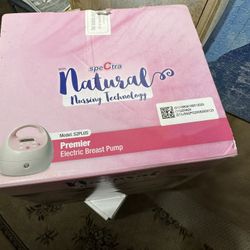 speCtra
Natural
Nursing Technology
Model: S2PLUS
Premier
Electric Breast Pump